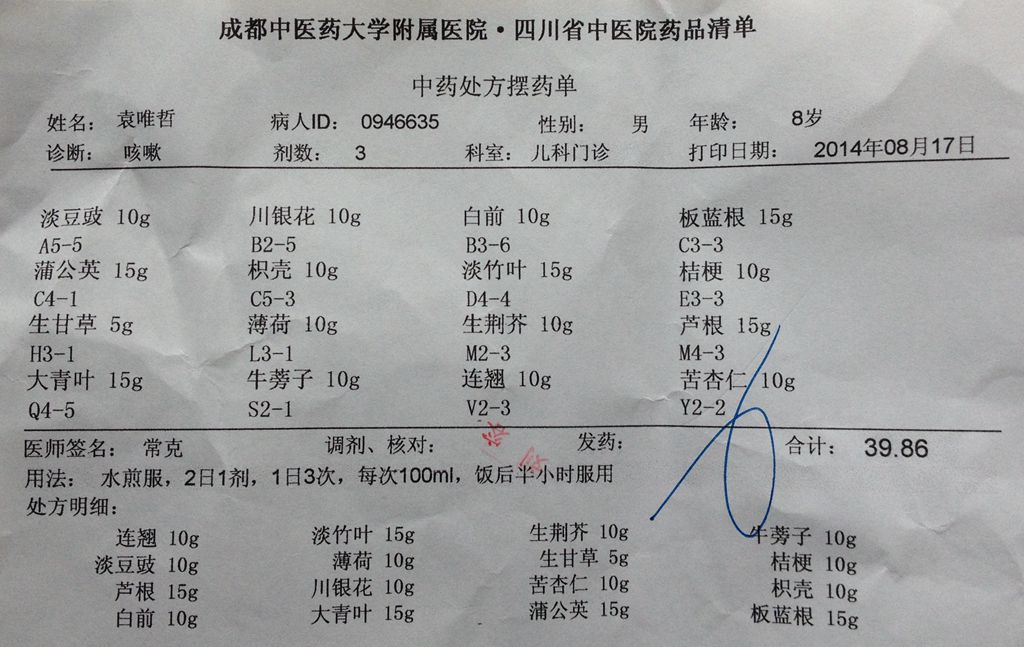 成都中医药大学附属医院·四川省中医院药品清单
中药处方摆药单
姓名： 袁唯哲 病人ID： 0946635 性别： 男 年龄： 8岁
诊断： 咳嗽 剂数： 3 科室： 儿科门诊 打印日期： 2014年08月17日
淡豆豉 10g 川银花 10g 白前 10g 板蓝根 15g
A5-5 B2-5 B3-6 C3-3
蒲公英 15g 枳壳 10g 淡竹叶 15g 桔梗 10g
C4-1 C5-3 D4-4 E3-3
生甘草 5g 薄荷 10g 生荆芥 10g 芦根 15g
H3-1 L3-1 M2-3 M4-3
大青叶 15g 牛蒡子 10g 连翘 10g 苦杏仁 10g
Q4-5 S2-1 V2-3 Y2-2
医师签名： 常克 调剂、核对： 发药： 合计： 39.86
用法： 水煎服，2日1剂，1日3次，每次100ml，饭后半小时服用
处方明细：
连翘 10g 淡竹叶 15g 生荆芥 10g 牛蒡子 10g
淡豆豉 10g 薄荷 10g 生甘草 5g 桔梗 10g
芦根 15g 川银花 10g 苦杏仁 10g 枳壳 10g
白前 10g 大青叶 15g 蒲公英 15g 板蓝根 15g